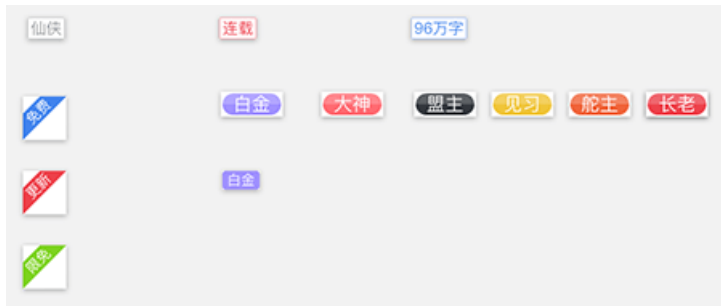 仙侠 连载 96万字
免费 白金 大神 盟主 见习 舵主 长老
更新 白金
限免